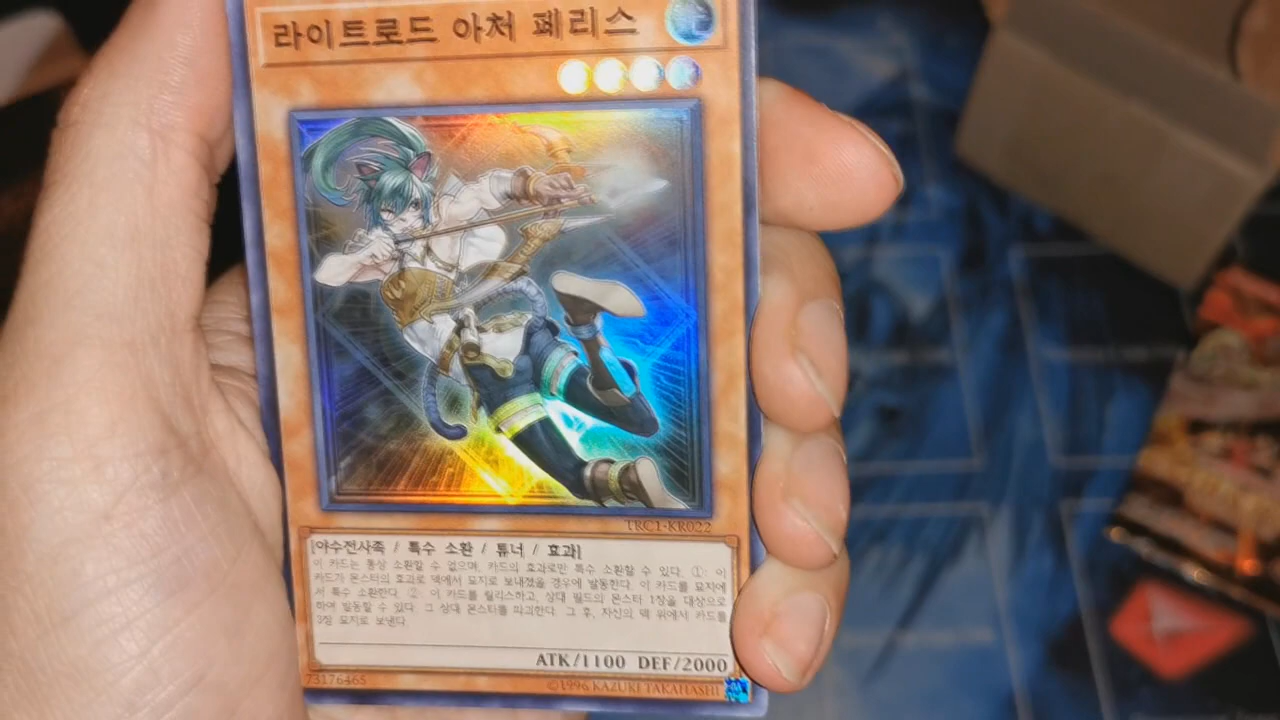 라이트로드 아처 페리스
TRC1-KR022
[야수전사족 / 특수 소환 / 튜너 / 효과]
이 카드는 통상 소환할 수 없으며, 카드의 효과로만 특수 소환할 수 있다. ①: 이
카드가 몬스터의 효과로 덱에서 묘지로 보내졌을 경우에 발동한다. 이 카드를 묘지에
서 특수 소환한다. ②: 이 카드를 릴리스하고, 상대 필드의 몬스터 1장을 대상으로
하여 발동할 수 있다. 그 상대 몬스터를 파괴한다. 그 후, 자신의 덱 위에서 카드를
3장 묘지로 보낸다.
ATK/1100 DEF/2000
73176465
©1996 KAZUKI TAKAHASHI